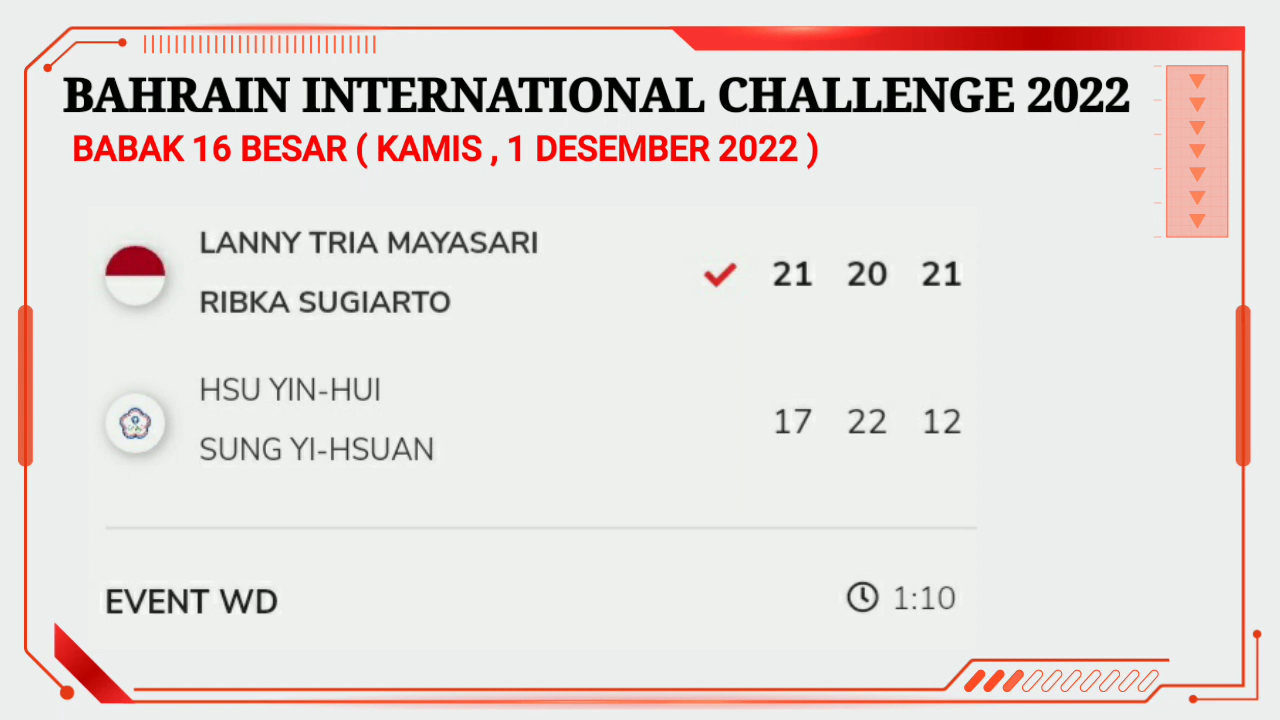 BAHRAIN INTERNATIONAL CHALLENGE 2022
BABAK 16 BESAR ( KAMIS , 1 DESEMBER 2022 )
LANNY TRIA MAYASARI
RIBKA SUGIARTO
21 20 21
HSU YIN-HUI
SUNG YI-HSUAN
17 22 12
EVENT WD
1:10